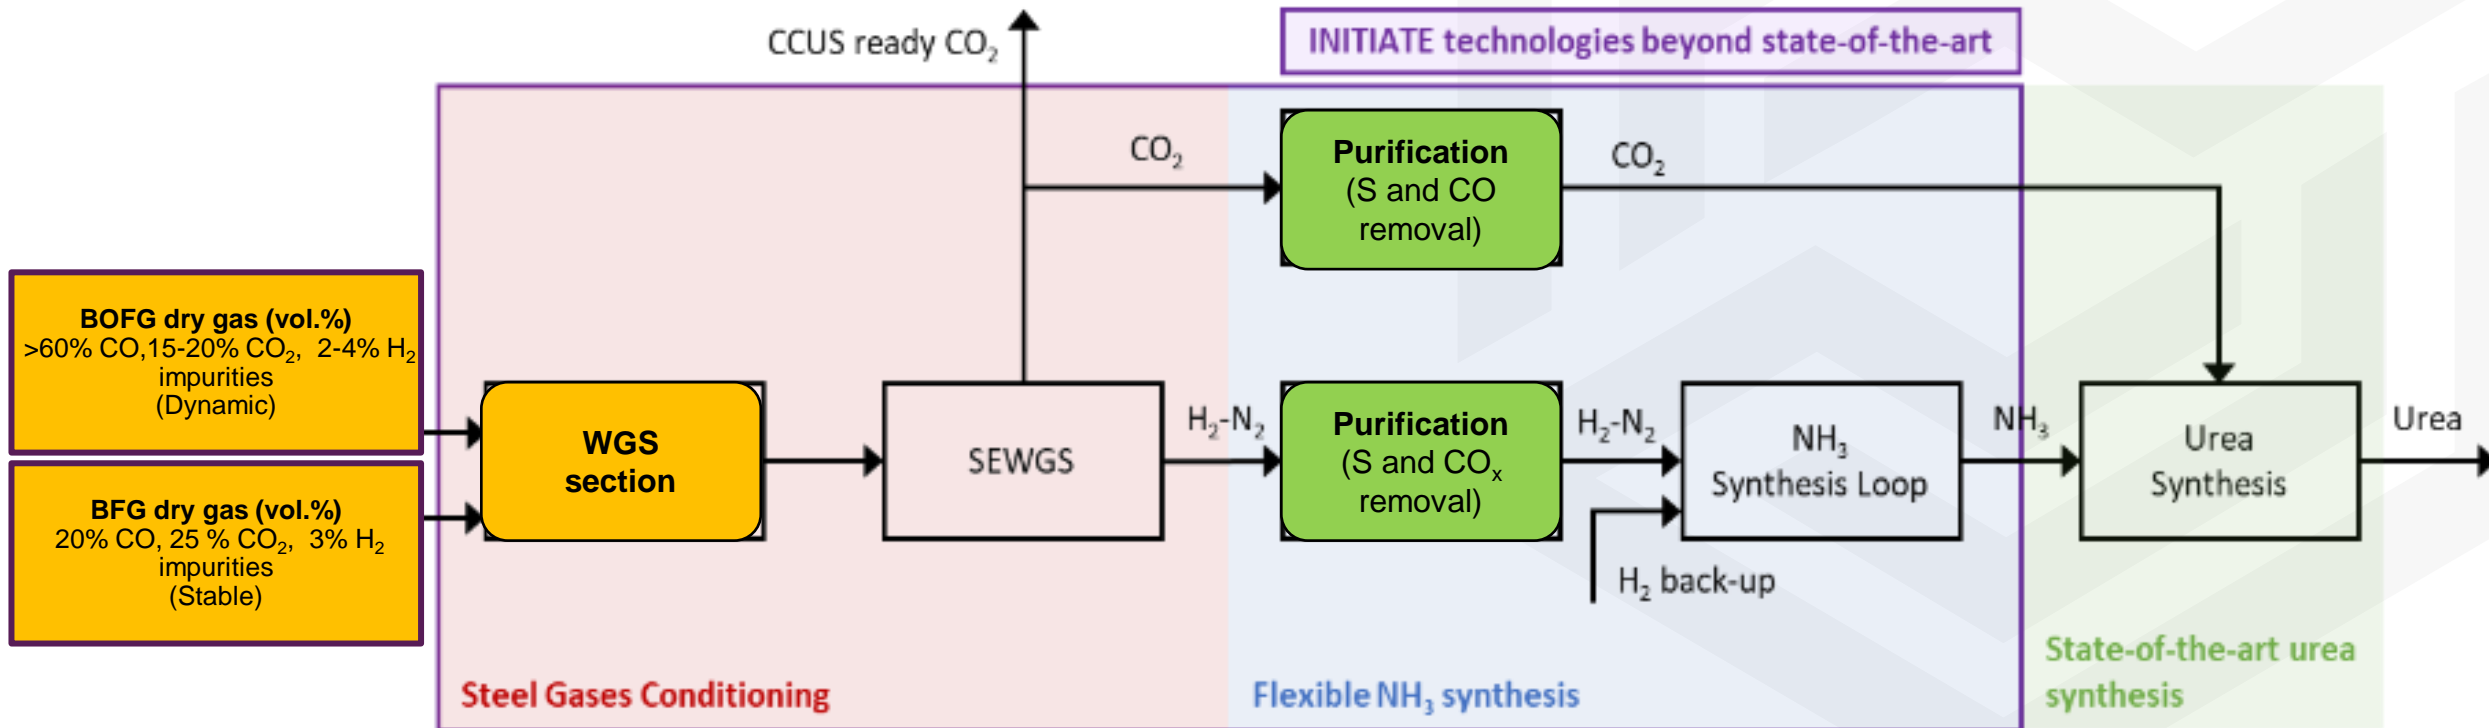 CCUS ready CO₂
INITIATE technologies beyond state-of-the-art
CO₂
Purification
(S and CO
removal)
CO₂
BOFG dry gas (vol.%)
>60% CO,15-20% CO₂, 2-4% H₂
impurities
(Dynamic)
BFG dry gas (vol.%)
20% CO, 25 % CO₂, 3% H₂
impurities
(Stable)
WGS
section
SEWGS
H₂-N₂
Purification
(S and COₓ
removal)
H₂-N₂
NH₃
Synthesis Loop
NH₃
Urea
Synthesis
Urea
H₂ back-up
Steel Gases Conditioning
Flexible NH₃ synthesis
State-of-the-art urea
synthesis